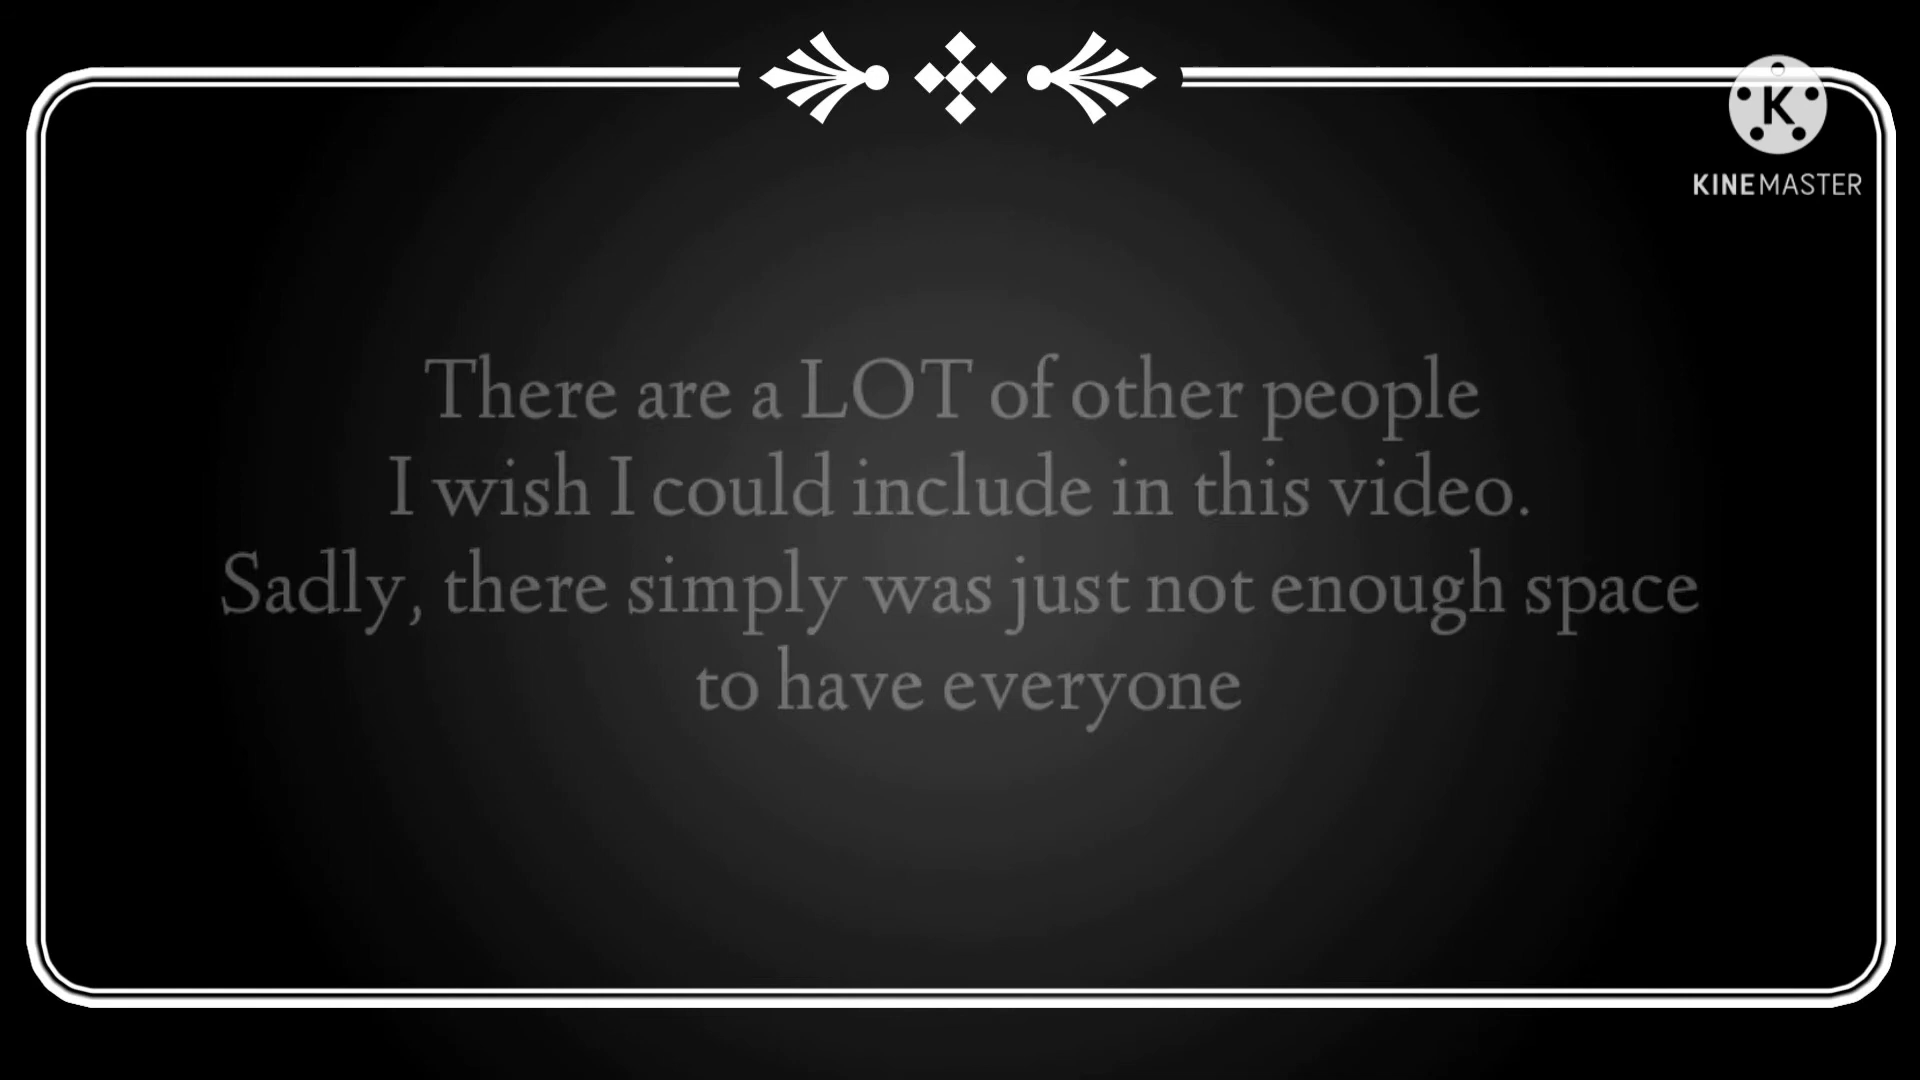 K
KINEMASTER
There are a LOT of other people
I wish I could include in this video.
Sadly, there simply was just not enough space
to have everyone